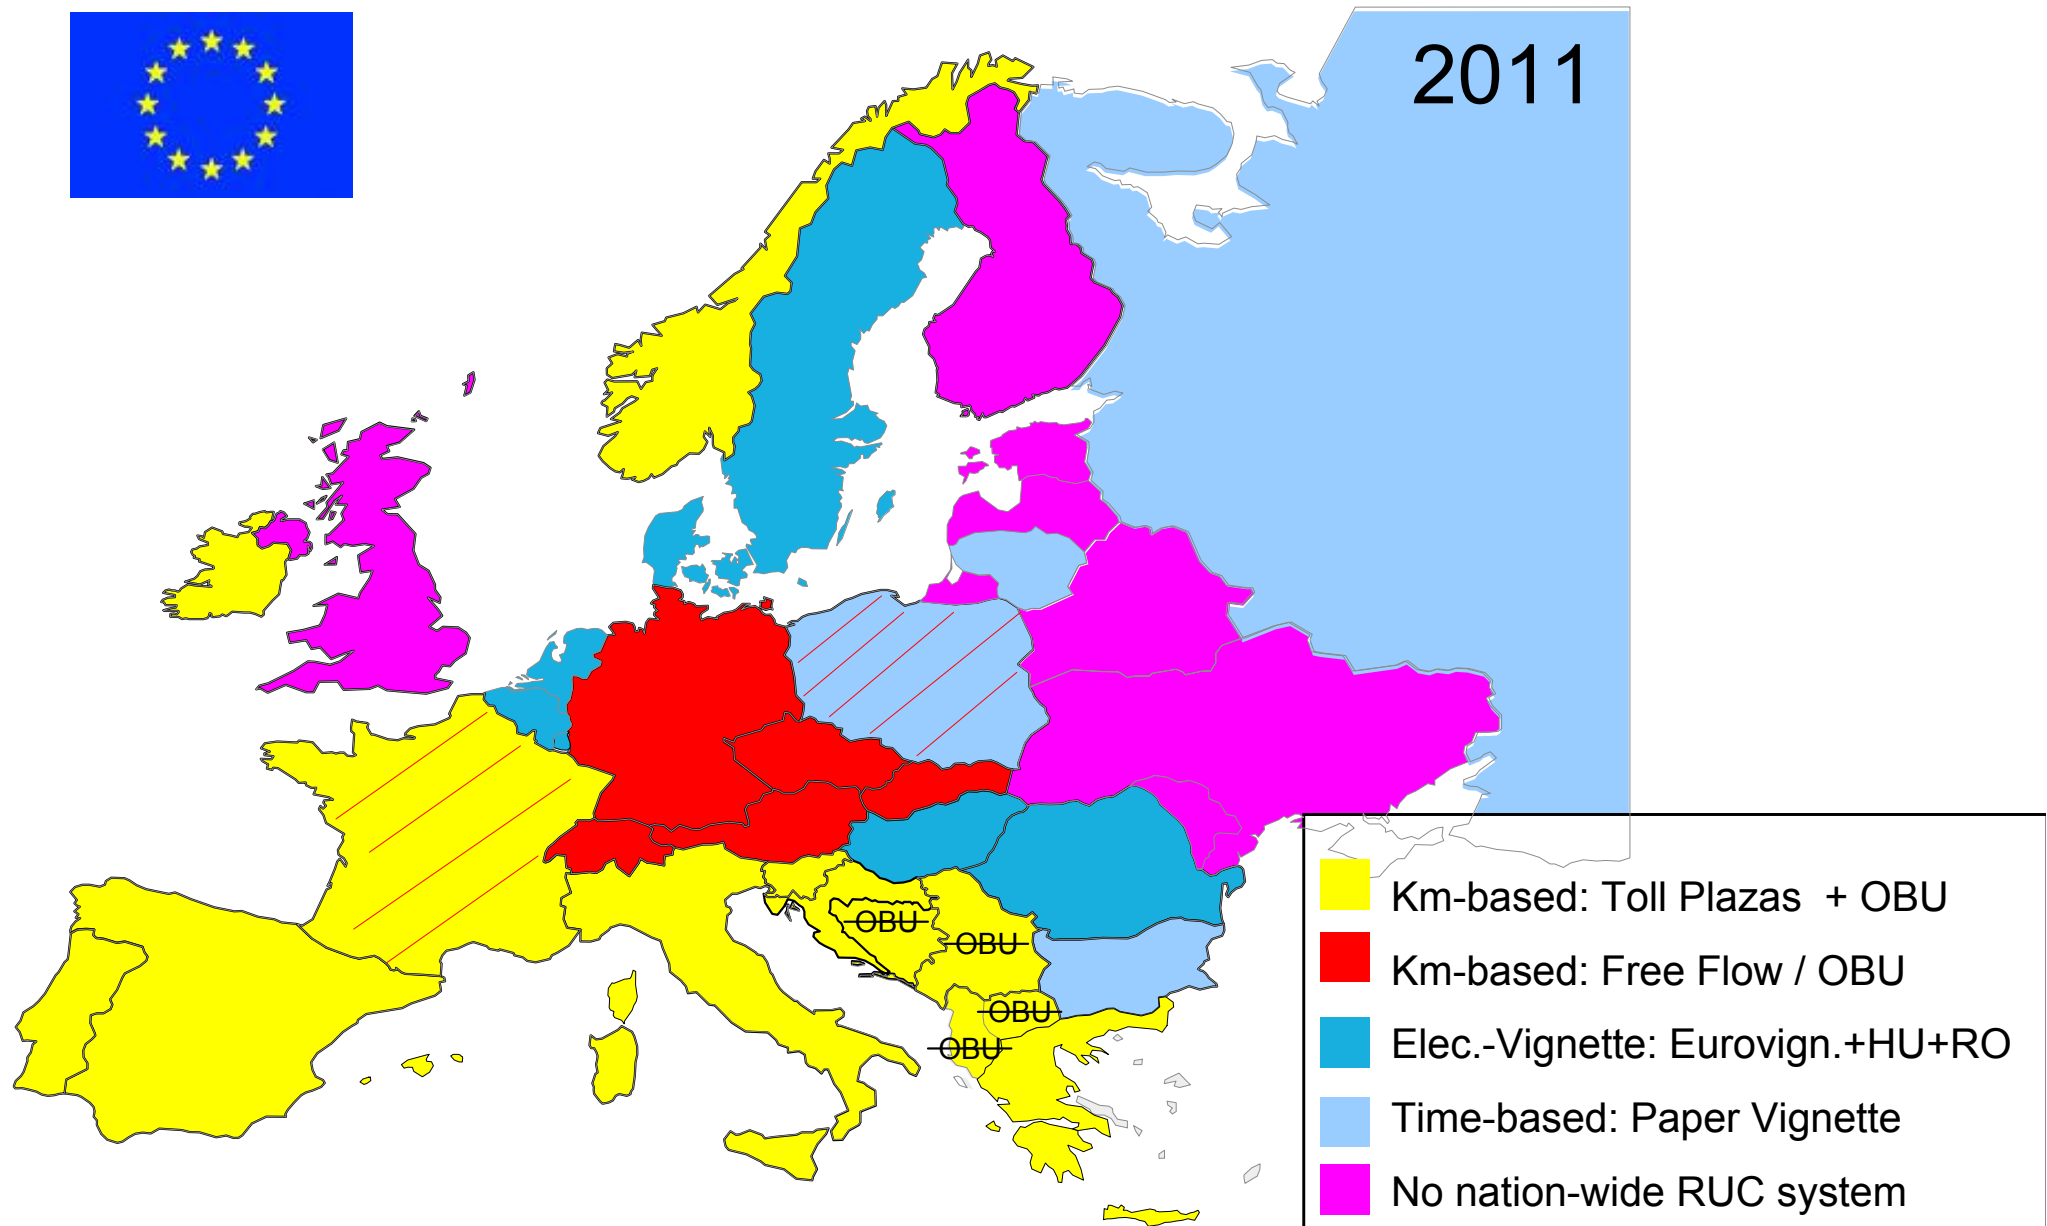 2011
OBU
OBU
OBU
OBU
Km-based: Toll Plazas + OBU
Km-based: Free Flow / OBU
Elec.-Vignette: Eurovign.+HU+RO
Time-based: Paper Vignette
No nation-wide RUC system